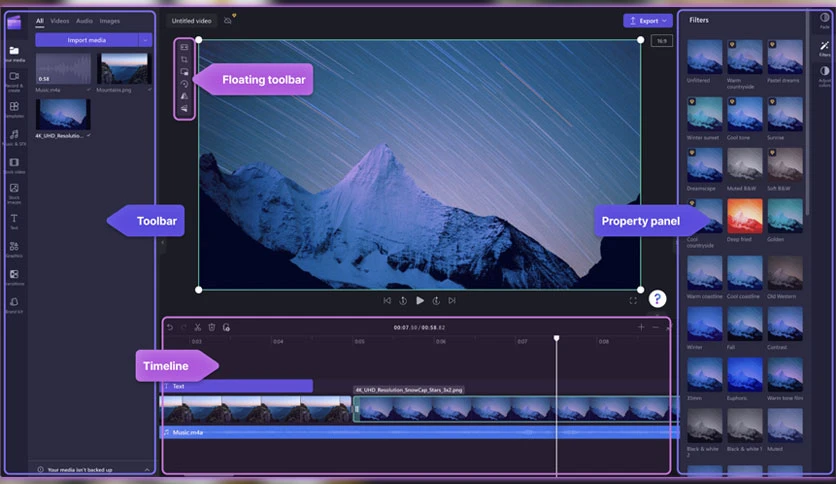 All Videos Audio Images
Import media
0:58
Music.m4a
Mountains.png
4K_UHD_Resolutio...
Your media
Record & create
Templates
Music & SFX
Stock video
Stock images
Text
Graphics
Transitions
Brand kit
Toolbar
Your media isn't backed up
Untitled video
Export
16:9
Floating toolbar
Property panel
?
00:07.50 / 00:58.82
0:03 0:04 0:05 0:06 0:07 0:08
Timeline
T Text
4K_UHD_Resolution_SnowCap_Stars_3x2.png
Music.m4a
Filters
Unfiltered
Warm countryside
Pastel dreams
Winter sunset
Cool tone
Sunrise
Dreamscape
Muted B&W
Soft B&W
Cool countryside
Deep fried
Golden
Warm coastline
Cool coastline
Old Western
Winter
Fall
Contrast
35mm
Euphoric
Warm tone film
Black & white 2
Black & white 1
Muted
Fade
Filters
Adjust colors